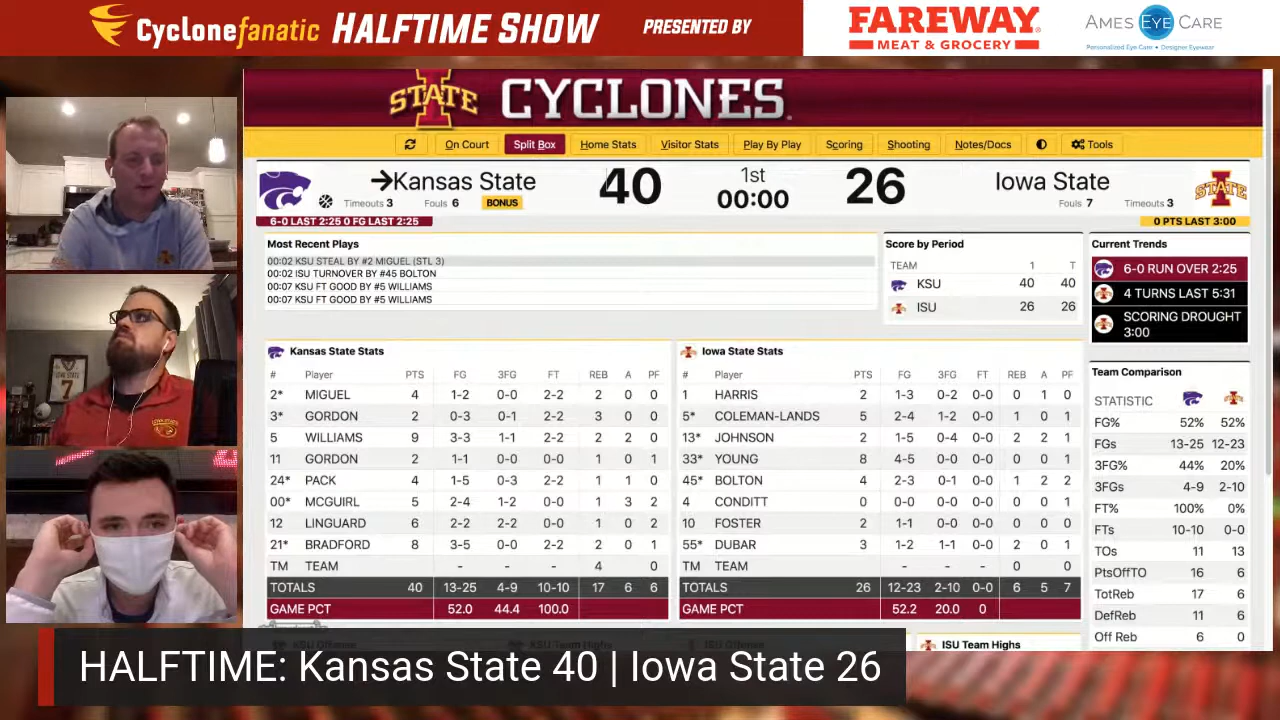 Cyclonefanatic HALFTIME SHOW PRESENTED BY
FAREWAY
MEAT & GROCERY
AMES EYE CARE
Personalized Eye Care • Designer Eyewear
STATE
CYCLONES
On Court Split Box Home Stats Visitor Stats Play By Play Scoring Shooting Notes/Docs Tools
Kansas State 40 1st 26 Iowa State
Timeouts 3 Fouls 6 BONUS 00:00 Fouls 7 Timeouts 3
6-0 LAST 2:25 0 FG LAST 2:25 0 PTS LAST 3:00
Most Recent Plays
00:02 KSU STEAL BY #2 MIGUEL (STL 3)
00:02 ISU TURNOVER BY #45 BOLTON
00:07 KSU FT GOOD BY #5 WILLIAMS
00:07 KSU FT GOOD BY #5 WILLIAMS
Score by Period
TEAM 1 T
KSU 40 40
ISU 26 26
Current Trends
6-0 RUN OVER 2:25
4 TURNS LAST 5:31
SCORING DROUGHT
3:00
Kansas State Stats
# Player PTS FG 3FG FT REB A PF
2* MIGUEL 4 1-2 0-0 2-2 2 0 0
3* GORDON 2 0-3 0-1 2-2 3 0 0
5 WILLIAMS 9 3-3 1-1 2-2 2 2 0
11 GORDON 2 1-1 0-0 0-0 1 0 1
24* PACK 4 1-5 0-3 2-2 1 1 0
00* MCGUIRL 5 2-4 1-2 0-0 1 3 2
12 LINGUARD 6 2-2 2-2 0-0 1 0 2
21* BRADFORD 8 3-5 0-0 2-2 2 0 1
TM TEAM - - - 4 0
TOTALS 40 13-25 4-9 10-10 17 6 6
GAME PCT 52.0 44.4 100.0
Iowa State Stats
# Player PTS FG 3FG FT REB A PF
1 HARRIS 2 1-3 0-2 0-0 0 1 0
5* COLEMAN-LANDS 5 2-4 1-2 0-0 1 0 1
13* JOHNSON 2 1-5 0-4 0-0 2 2 1
33* YOUNG 8 4-5 0-0 0-0 0 0 1
45* BOLTON 4 2-3 0-1 0-0 1 2 2
4 CONDITT 0 0-0 0-0 0-0 0 0 1
10 FOSTER 2 1-1 0-0 0-0 0 0 0
55* DUBAR 3 1-2 1-1 0-0 2 0 1
TM TEAM - - - 0 0
TOTALS 26 12-23 2-10 0-0 6 5 7
GAME PCT 52.2 20.0 0
Team Comparison
STATISTIC
FG% 52% 52%
FGs 13-25 12-23
3FG% 44% 20%
3FGs 4-9 2-10
FT% 100% 0%
FTs 10-10 0-0
TOs 11 13
PtsOffTO 16 6
TotReb 17 6
DefReb 11 6
Off Reb 6 0
KSU Offense KSU Team Highs ISU Offense ISU Team Highs
7
HALFTIME: Kansas State 40 | Iowa State 26